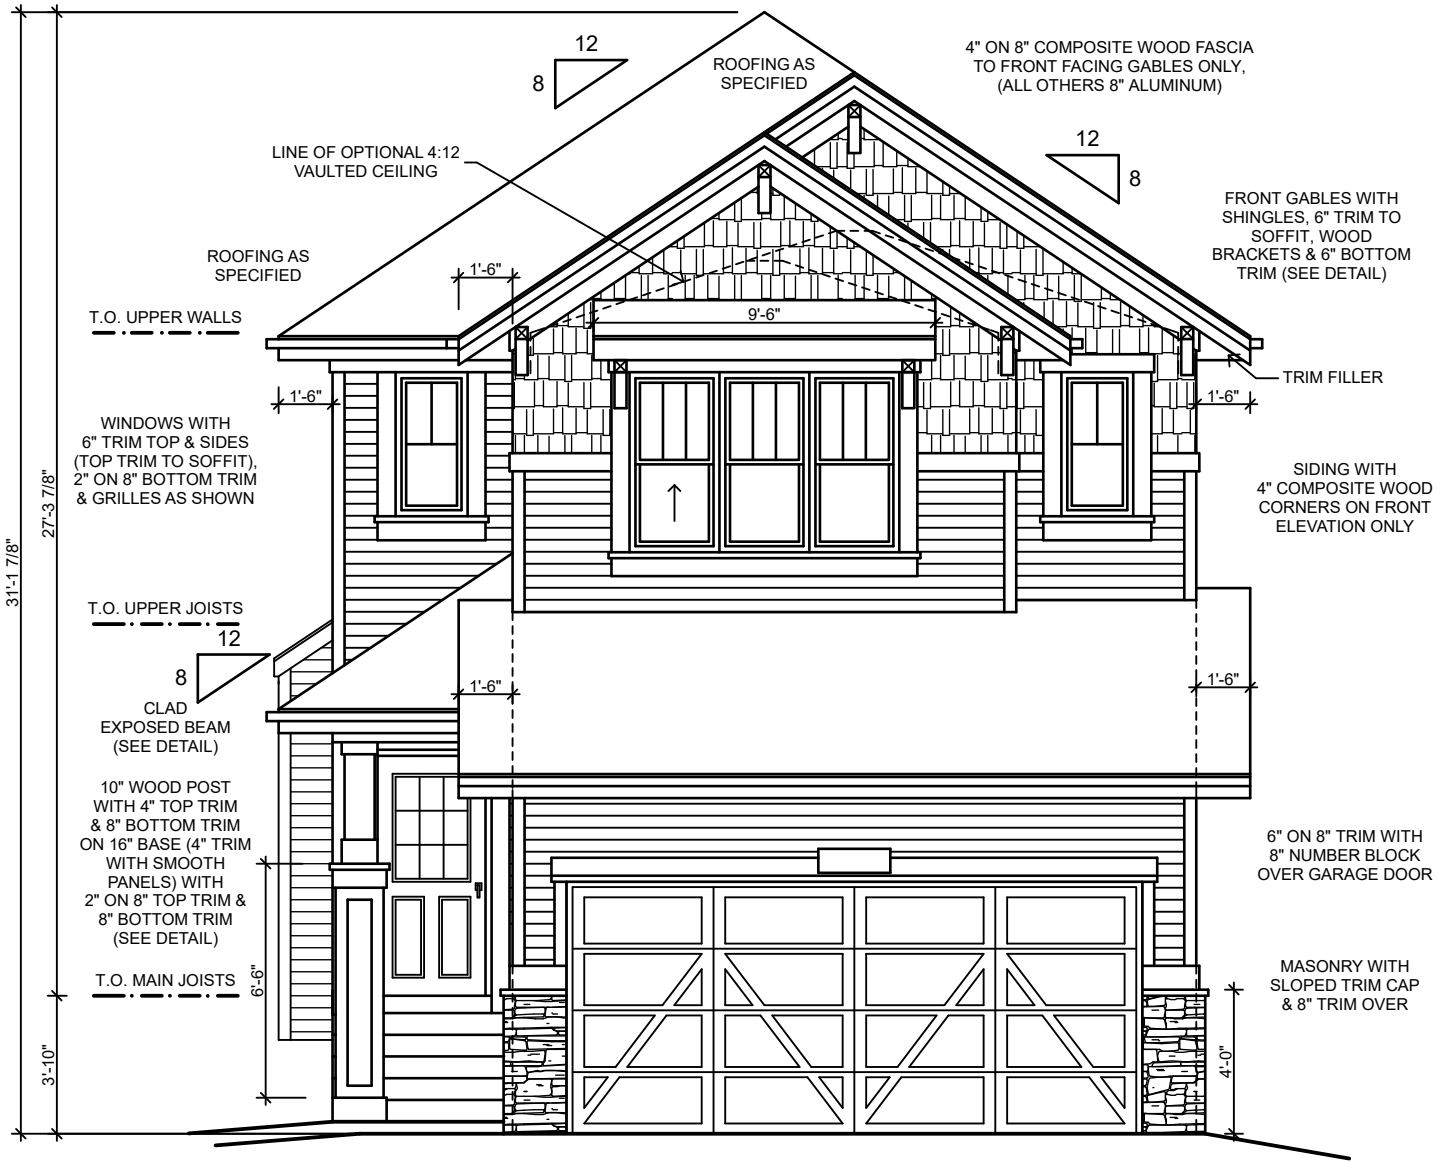 12
8
ROOFING AS
SPECIFIED
4" ON 8" COMPOSITE WOOD FASCIA
TO FRONT FACING GABLES ONLY,
(ALL OTHERS 8" ALUMINUM)
LINE OF OPTIONAL 4:12
VAULTED CEILING
12
8
FRONT GABLES WITH
SHINGLES, 6" TRIM TO
SOFFIT, WOOD
BRACKETS & 6" BOTTOM
TRIM (SEE DETAIL)
ROOFING AS
SPECIFIED
1'-6"
T.O. UPPER WALLS
9'-6"
TRIM FILLER
1'-6"
1'-6"
WINDOWS WITH
6" TRIM TOP & SIDES
(TOP TRIM TO SOFFIT),
2" ON 8" BOTTOM TRIM
& GRILLES AS SHOWN
SIDING WITH
4" COMPOSITE WOOD
CORNERS ON FRONT
ELEVATION ONLY
27'-3 7/8"
31'-1 7/8"
T.O. UPPER JOISTS
12
8
1'-6"
1'-6"
CLAD
EXPOSED BEAM
(SEE DETAIL)
10" WOOD POST
WITH 4" TOP TRIM
& 8" BOTTOM TRIM
ON 16" BASE (4" TRIM
WITH SMOOTH
PANELS) WITH
2" ON 8" TOP TRIM &
8" BOTTOM TRIM
(SEE DETAIL)
6" ON 8" TRIM WITH
8" NUMBER BLOCK
OVER GARAGE DOOR
T.O. MAIN JOISTS
6'-6"
MASONRY WITH
SLOPED TRIM CAP
& 8" TRIM OVER
3'-10"
4'-0"